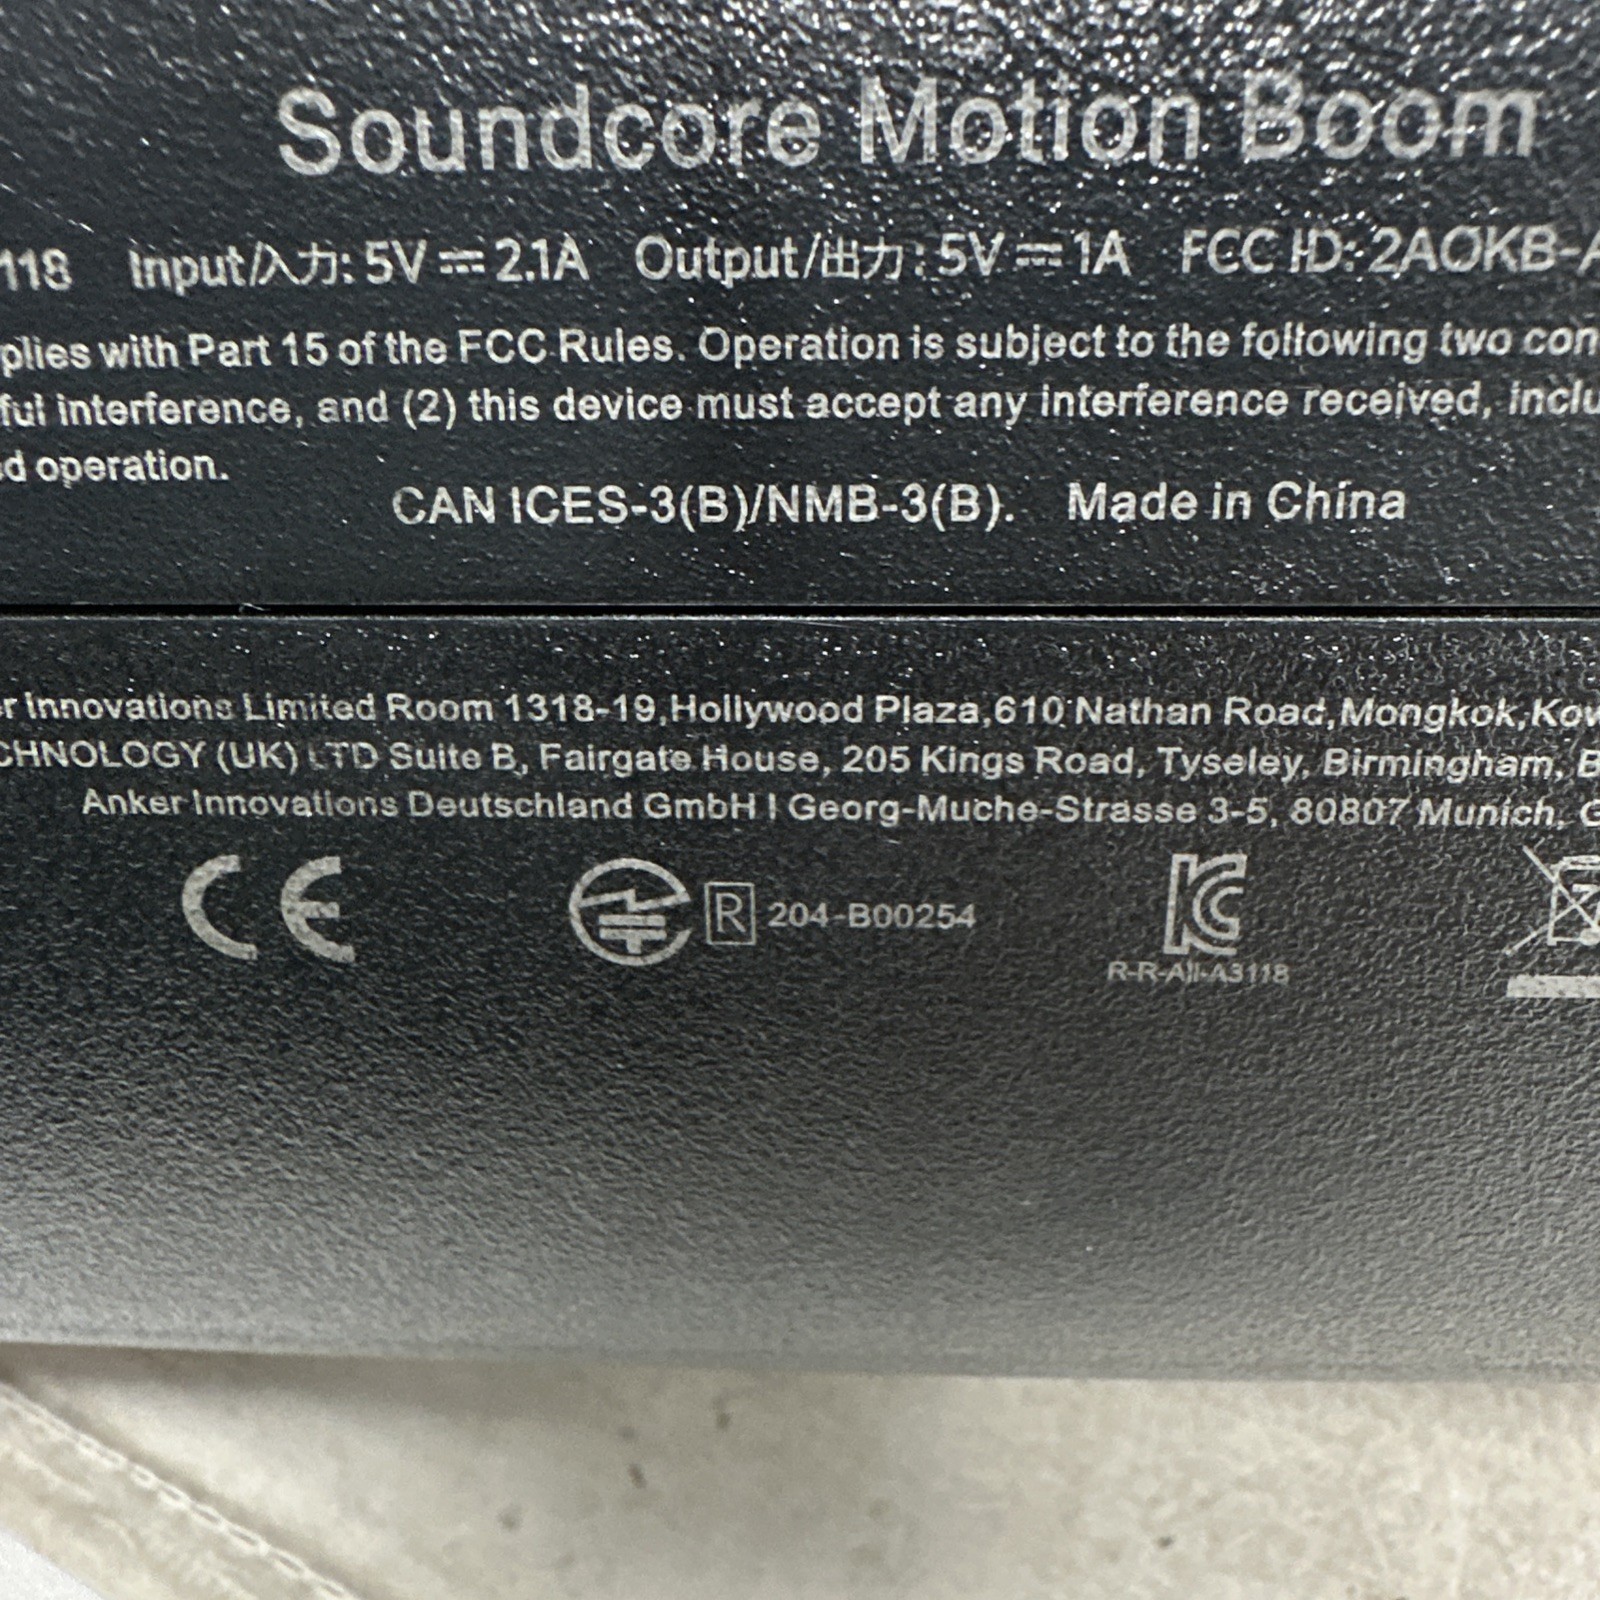 Soundcore Motion Boom
118 Input/入力: 5V⎓2.1A Output/出力: 5V⎓1A FCC ID: 2AOKB-A
plies with Part 15 of the FCC Rules. Operation is subject to the following two con
ful interference, and (2) this device must accept any interference received, inclu
d operation.
CAN ICES-3(B)/NMB-3(B). Made in China
r Innovations Limited Room 1318-19,Hollywood Plaza,610 Nathan Road,Mongkok,Kow
CHNOLOGY (UK) LTD Suite B, Fairgate House, 205 Kings Road, Tyseley, Birmingham, B
Anker Innovations Deutschland GmbH I Georg-Muche-Strasse 3-5, 80807 Munich, G
CE R 204-B00254 KC
R-R-AII-A3118